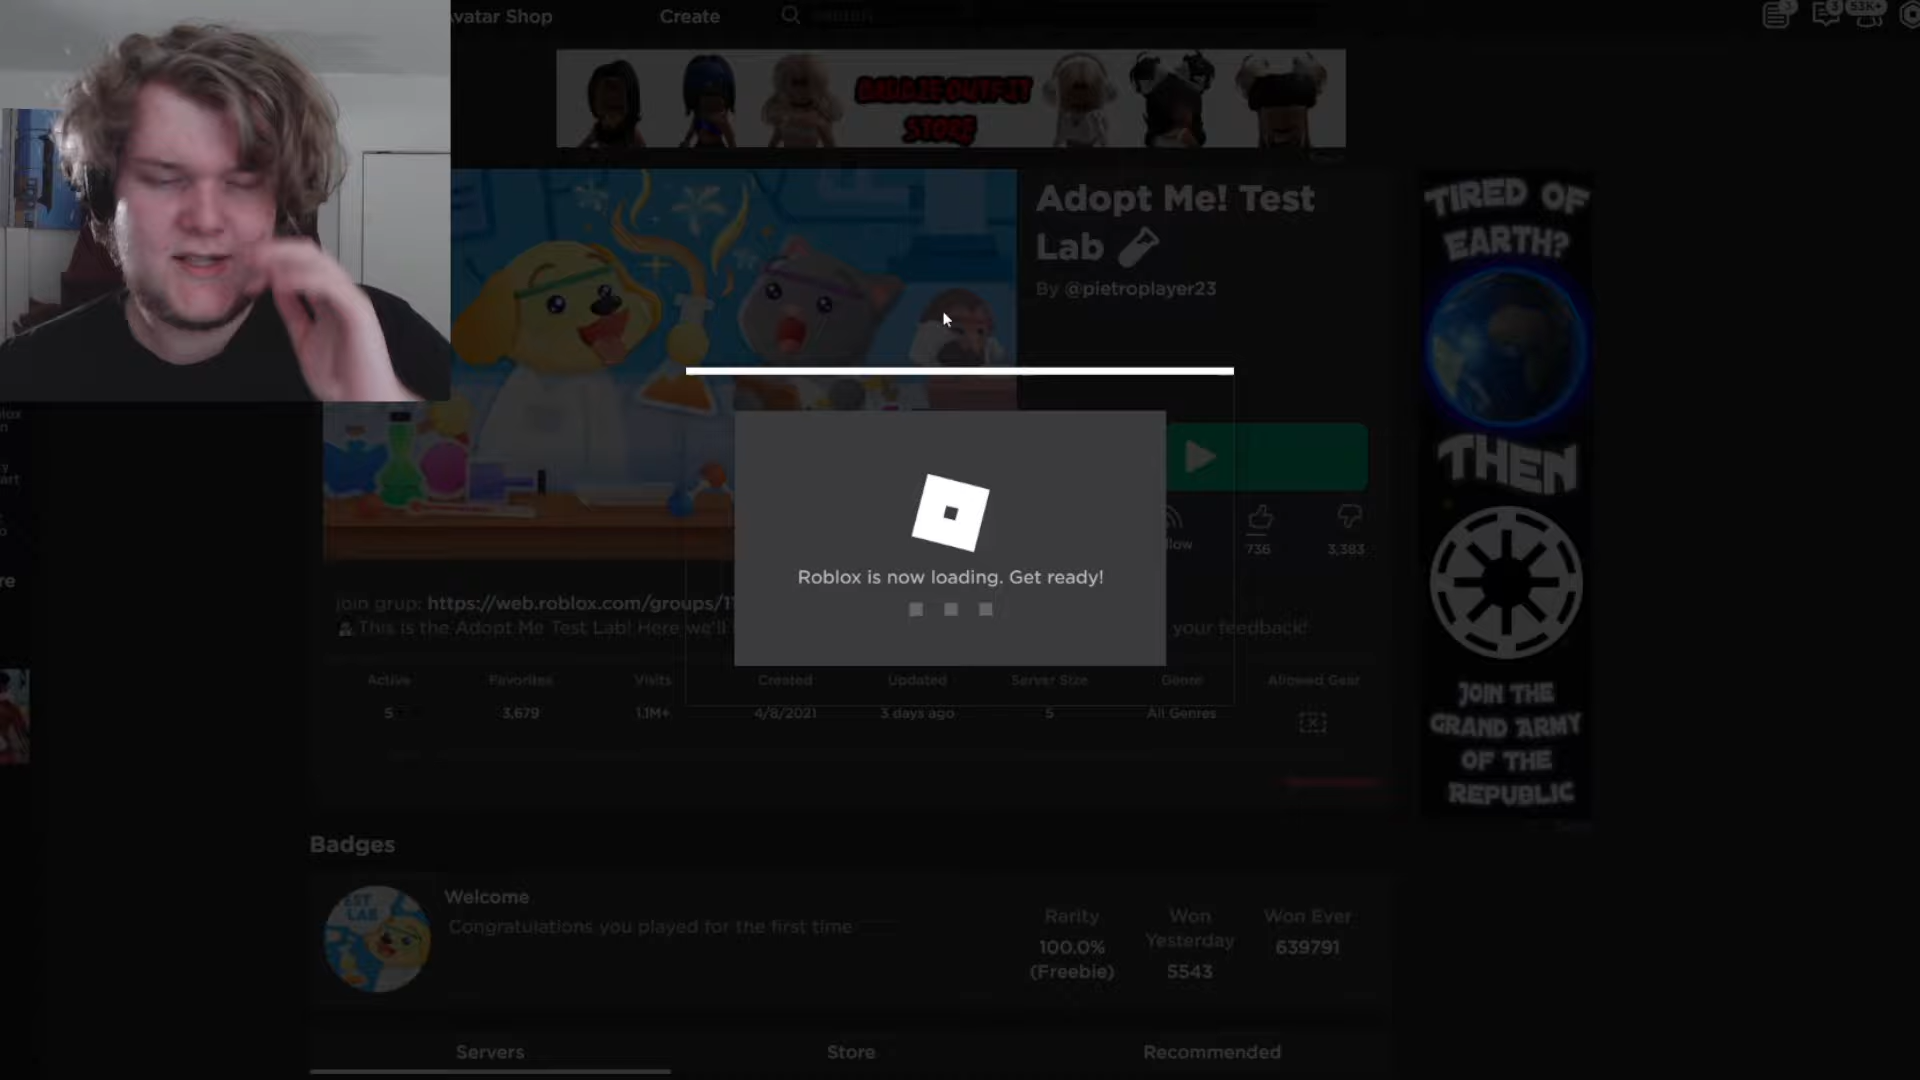 Avatar Shop
Create
3
3
53K+
BADDIE OUTFIT
STORE
Adopt Me! Test
Lab
By @pietroplayer23
TIRED OF
EARTH?
THEN
JOIN THE
GRAND ARMY
OF THE
REPUBLIC
Roblox is now loading. Get ready!
736
3,383
join grup: https://web.roblox.com/groups/1
This is the Adopt Me Test Lab! Here we'll
your feedback!
Active
Favorites
Visits
Created
Updated
Server Size
Genre
Allowed Gear
5
3,679
1.1M+
4/8/2021
3 days ago
5
All Genres
Badges
Welcome
Congratulations you played for the first time
Rarity
100.0%
(Freebie)
Won
Yesterday
5543
Won Ever
639791
Servers
Store
Recommended